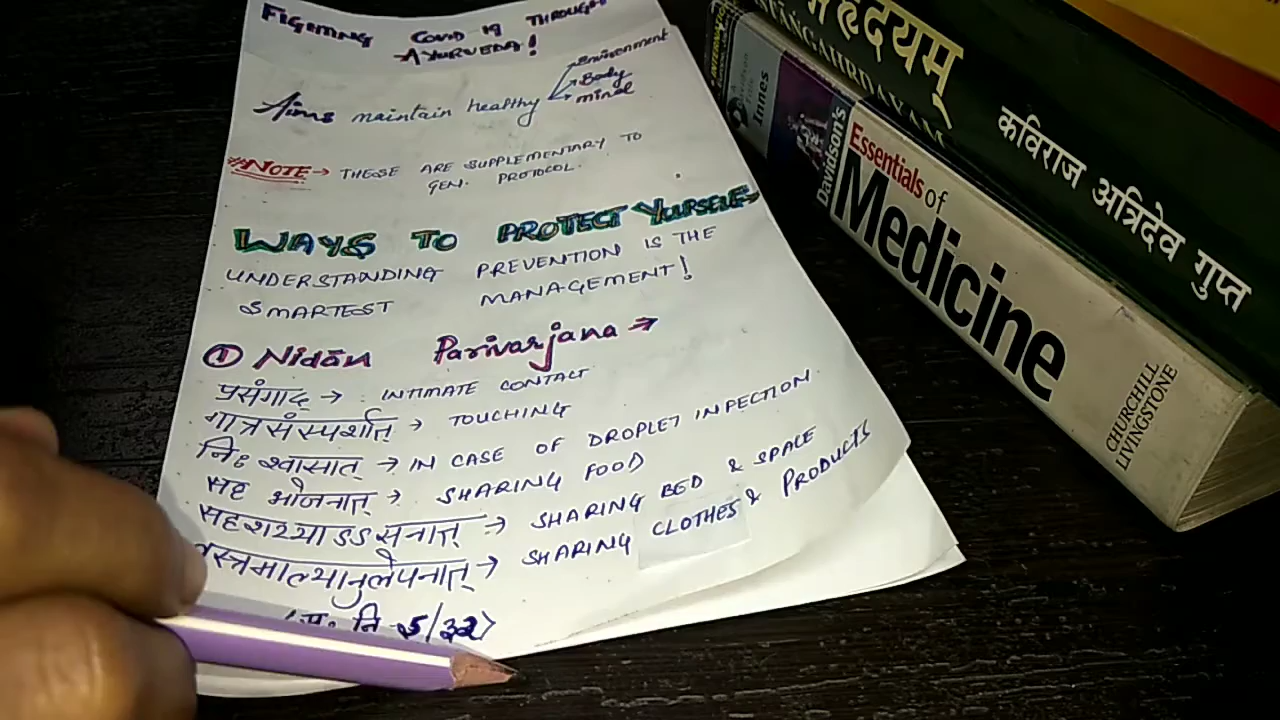 FIGHTING COVID 19 THROUGH
AYURVEDA!
Aims maintain healthy
Environment
Body
mind
NOTE → THESE ARE SUPPLEMENTARY TO
GEN. PROTOCOL.
WAYS TO PROTECT YOURSELF
UNDERSTANDING PREVENTION IS THE
SMARTEST MANAGEMENT!
① Nidān Parivarjana →
प्रसंगाद् → INTIMATE CONTACT
गात्रसंस्पर्शात् → TOUCHING
निःश्वासात् → IN CASE OF DROPLET INFECTION
सह भोजनात् → SHARING FOOD
सहशय्याऽऽसनात् → SHARING BED & SPACE
वस्त्रमाल्यानुलेपनात् → SHARING CLOTHES & PRODUCTS
नि 5/32
हृदयम्
कविराज अत्रिदेव गुप्त
Innes
Davidson's
Essentials of
Medicine
CHURCHILL
LIVINGSTONE